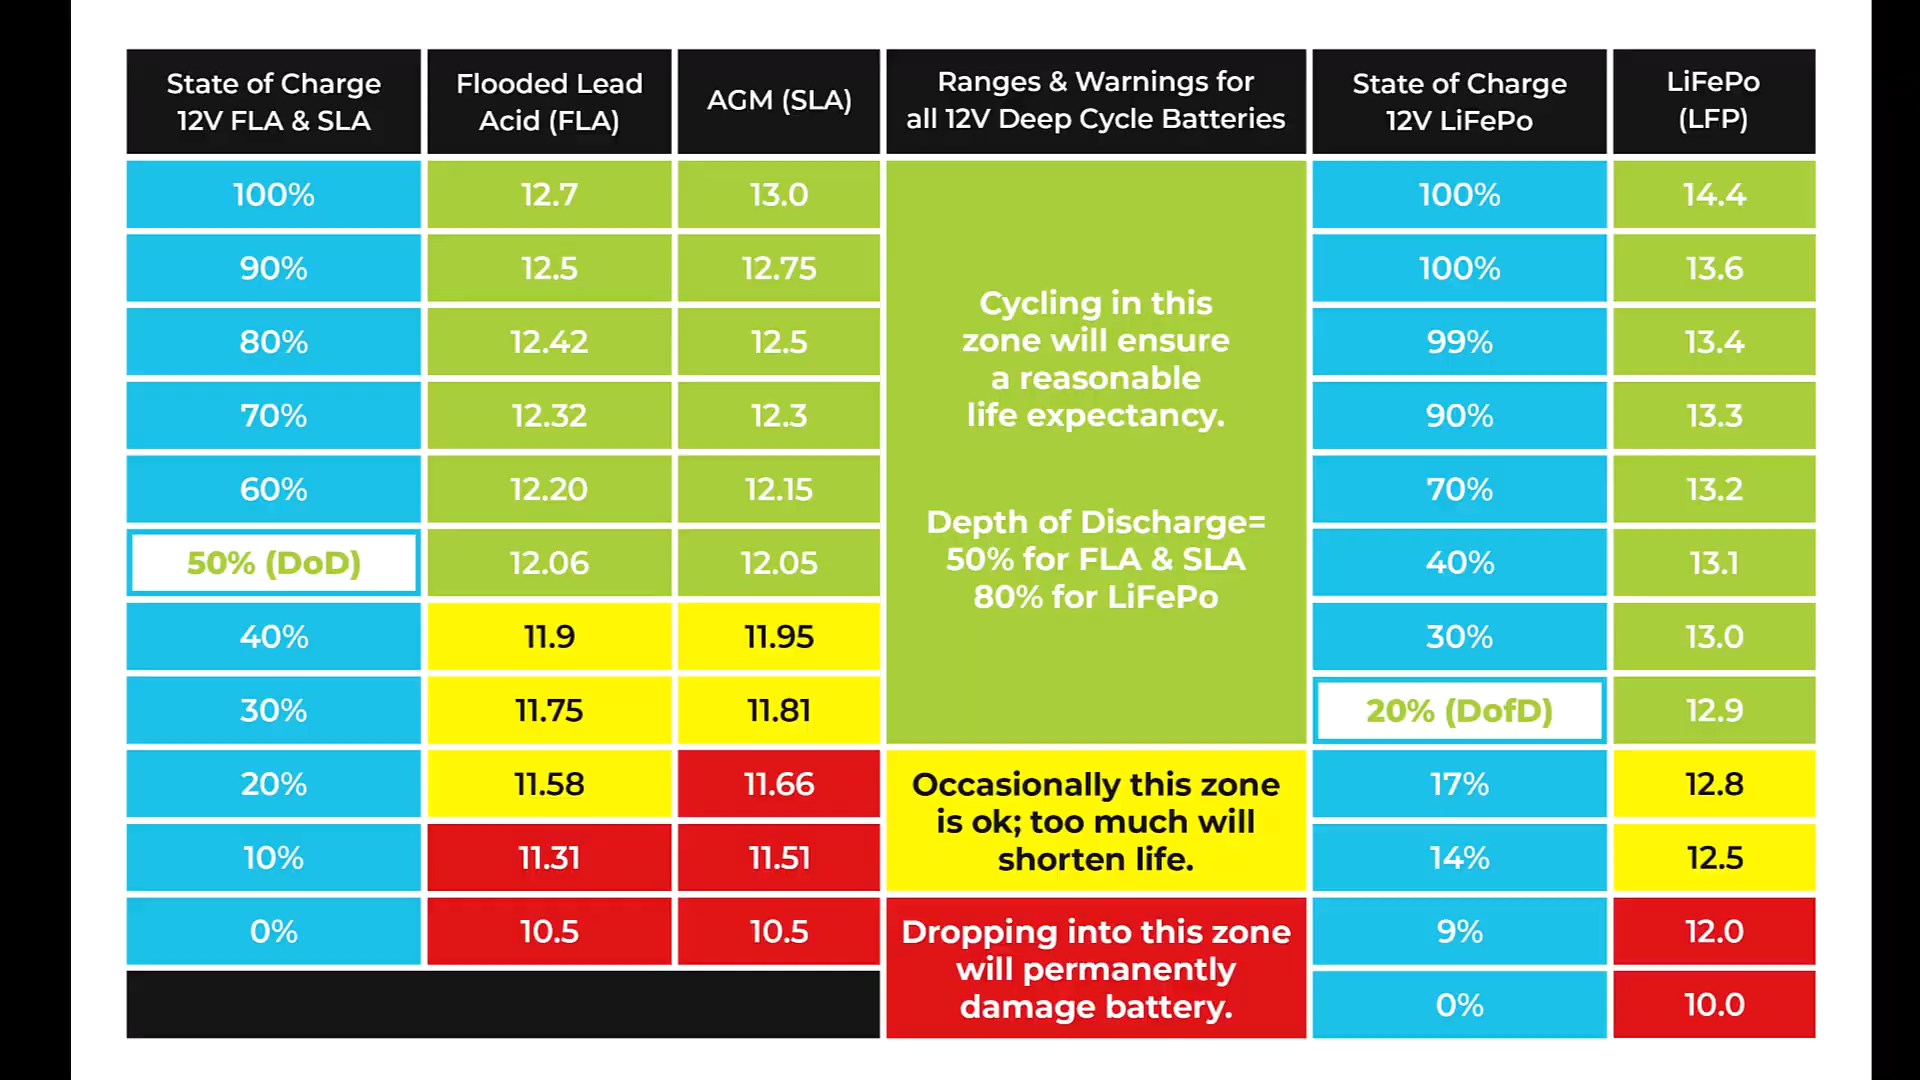 State of Charge
12V FLA & SLA
Flooded Lead
Acid (FLA)
AGM (SLA)
Ranges & Warnings for
all 12V Deep Cycle Batteries
State of Charge
12V LiFePo
LiFePo
(LFP)
100%
12.7
13.0
100%
14.4
90%
12.5
12.75
100%
13.6
80%
12.42
12.5
99%
13.4
70%
12.32
12.3
90%
13.3
60%
12.20
12.15
70%
13.2
50% (DoD)
12.06
12.05
40%
13.1
40%
11.9
11.95
30%
13.0
30%
11.75
11.81
20% (DofD)
12.9
20%
11.58
11.66
17%
12.8
10%
11.31
11.51
14%
12.5
0%
10.5
10.5
9%
12.0
0%
10.0
Cycling in this
zone will ensure
a reasonable
life expectancy.
Depth of Discharge=
50% for FLA & SLA
80% for LiFePo
Occasionally this zone
is ok; too much will
shorten life.
Dropping into this zone
will permanently
damage battery.